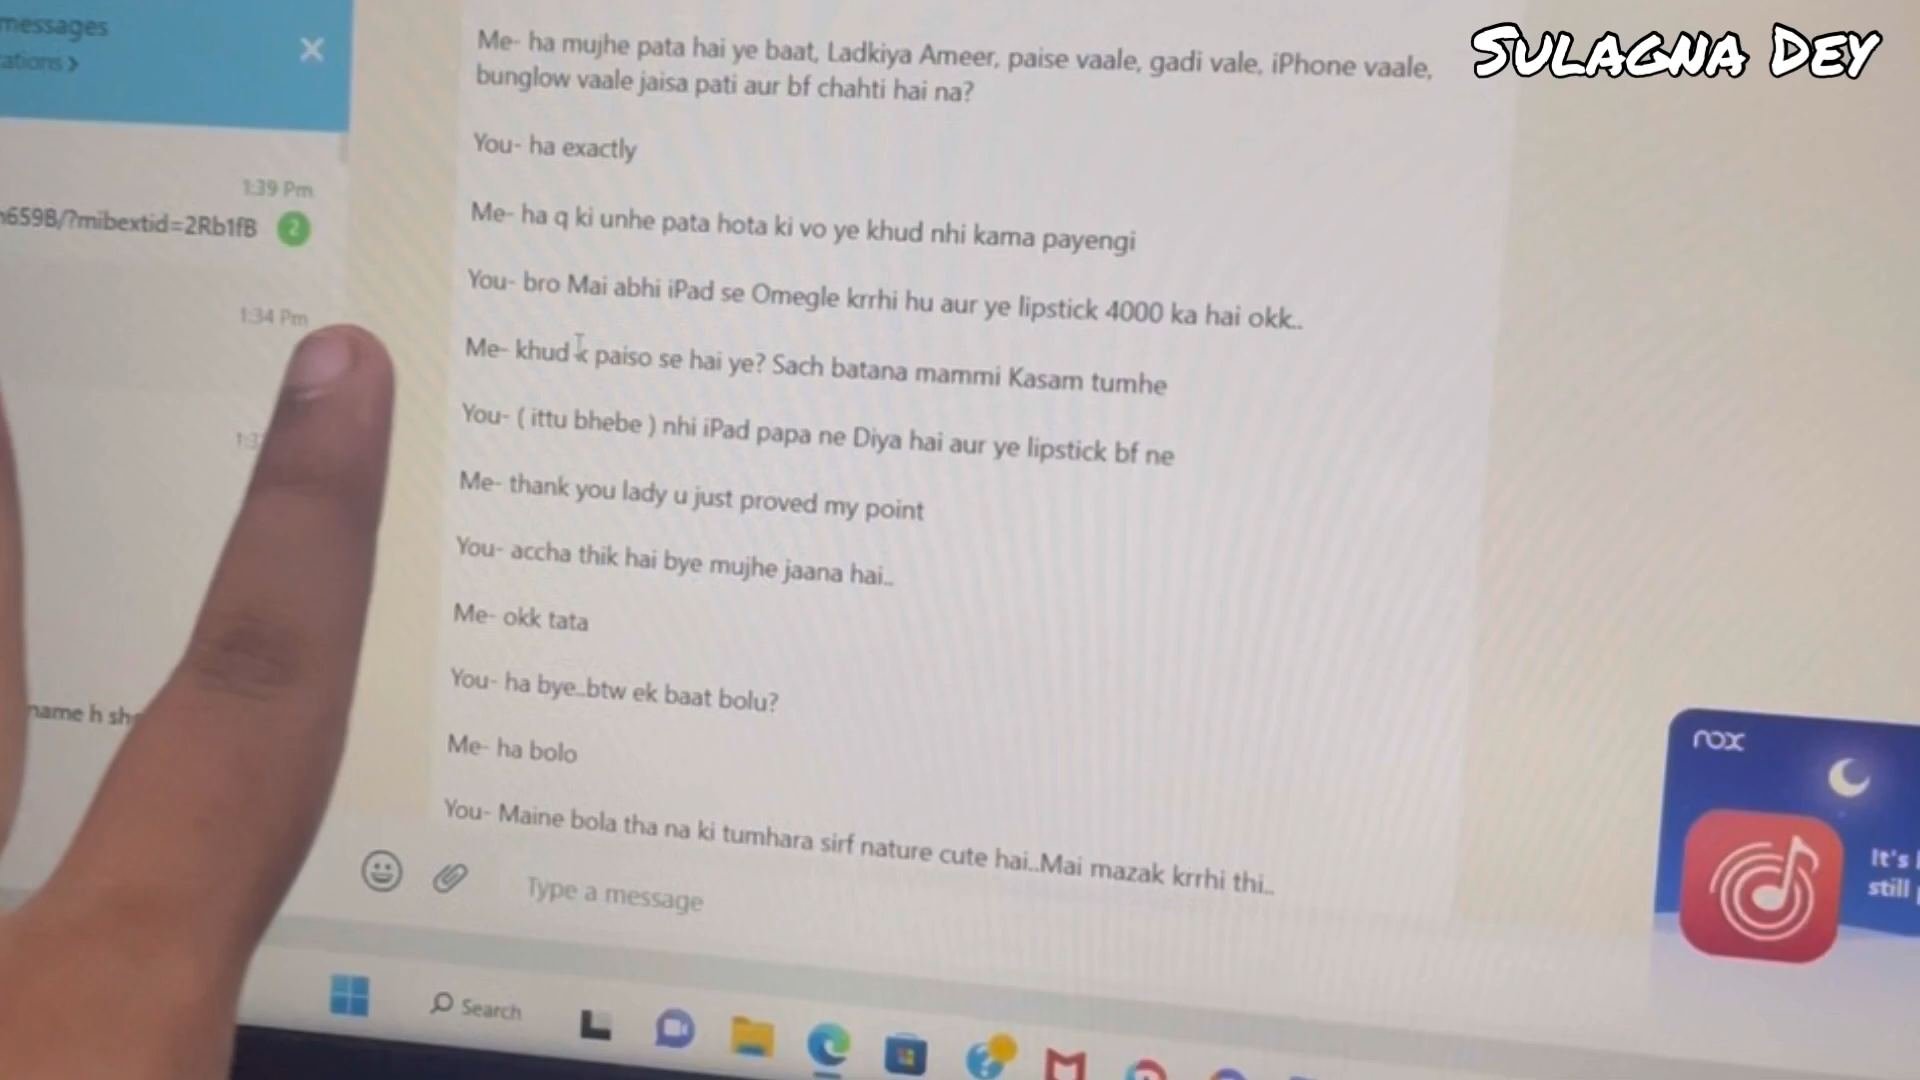 messages
SULAGNA DEY
Me- ha mujhe pata hai ye baat, Ladkiya Ameer, paise vaale, gadi vale, iPhone vaale,
bunglow vaale jaisa pati aur bf chahti hai na?
You- ha exactly
1:39 Pm
659B/?mibextid=2Rb1fB 2
Me- ha q ki unhe pata hota ki vo ye khud nhi kama payengi
You- bro Mai abhi iPad se Omegle krrhi hu aur ye lipstick 4000 ka hai okk..
1:34 Pm
Me- khud k paiso se hai ye? Sach batana mammi Kasam tumhe
You- ( ittu bhebe ) nhi iPad papa ne Diya hai aur ye lipstick bf ne
Me- thank you lady u just proved my point
You- accha thik hai bye mujhe jaana hai..
Me- okk tata
You- ha bye..btw ek baat bolu?
name h
Me- ha bolo
You- Maine bola tha na ki tumhara sirf nature cute hai..Mai mazak krrhi thi..
Type a message
nox
It's
still
Search